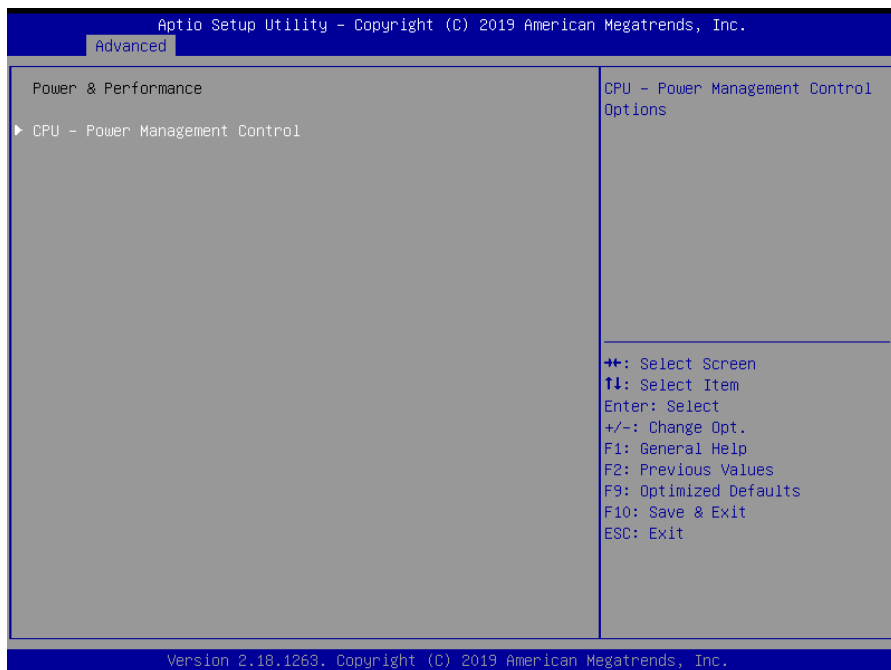 Aptio Setup Utility – Copyright (C) 2019 American Megatrends, Inc.
Advanced
Power & Performance
▶ CPU – Power Management Control
CPU – Power Management Control
Options
→←: Select Screen
↑↓: Select Item
Enter: Select
+/-: Change Opt.
F1: General Help
F2: Previous Values
F9: Optimized Defaults
F10: Save & Exit
ESC: Exit
Version 2.18.1263. Copyright (C) 2019 American Megatrends, Inc.